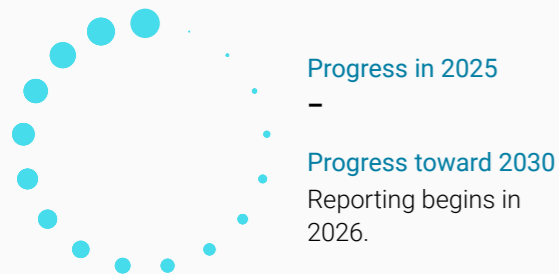 Progress in 2025
–
Progress toward 2030
Reporting begins in
2026.